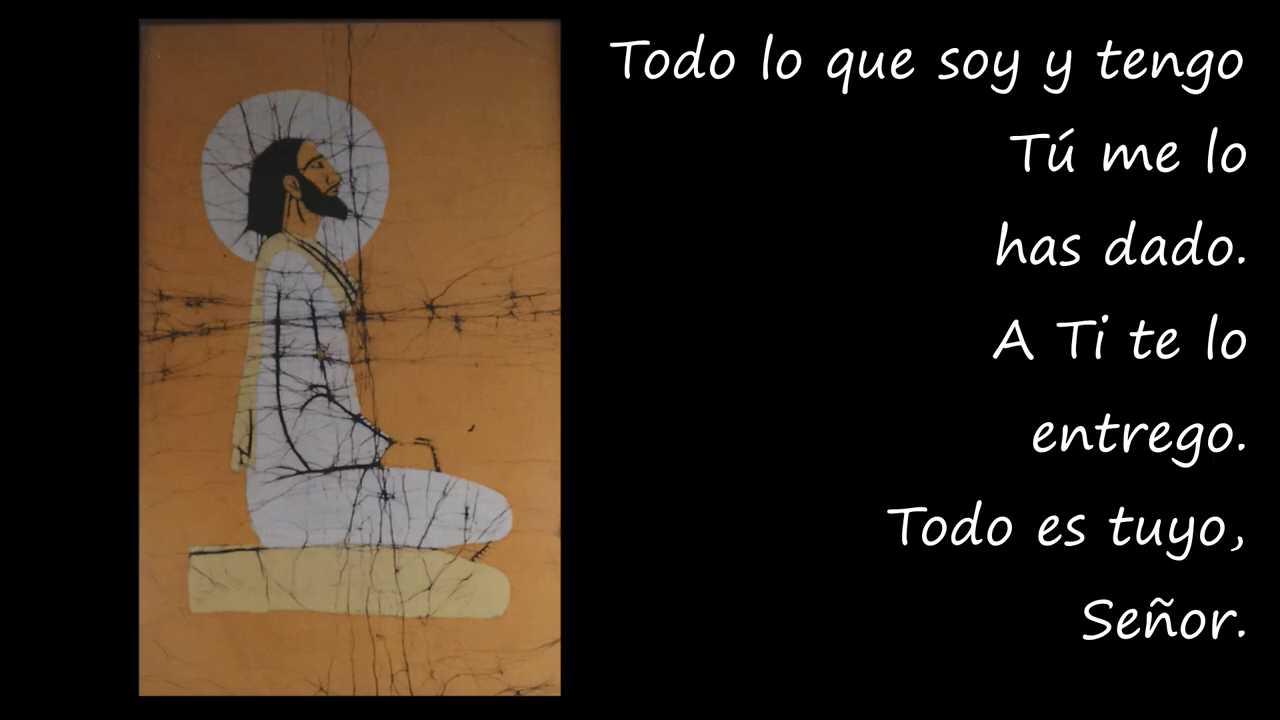 Todo lo que soy y tengo
Tú me lo
has dado.
A Ti te lo
entrego.
Todo es tuyo,
Señor.